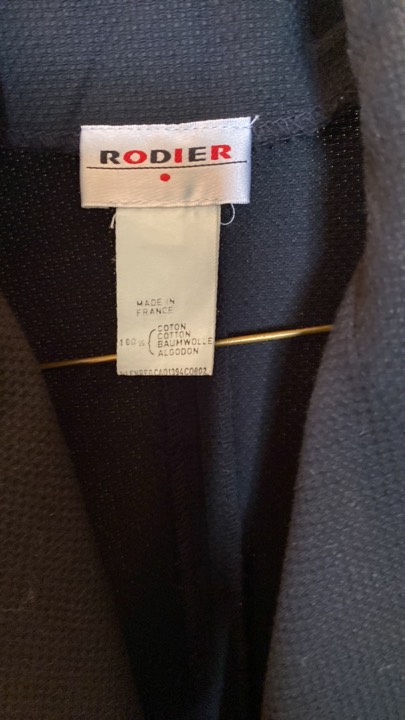 RODIER
MADE IN
FRANCE
COTON
COTTON
100 % BAUMWOLLE
ALGODON